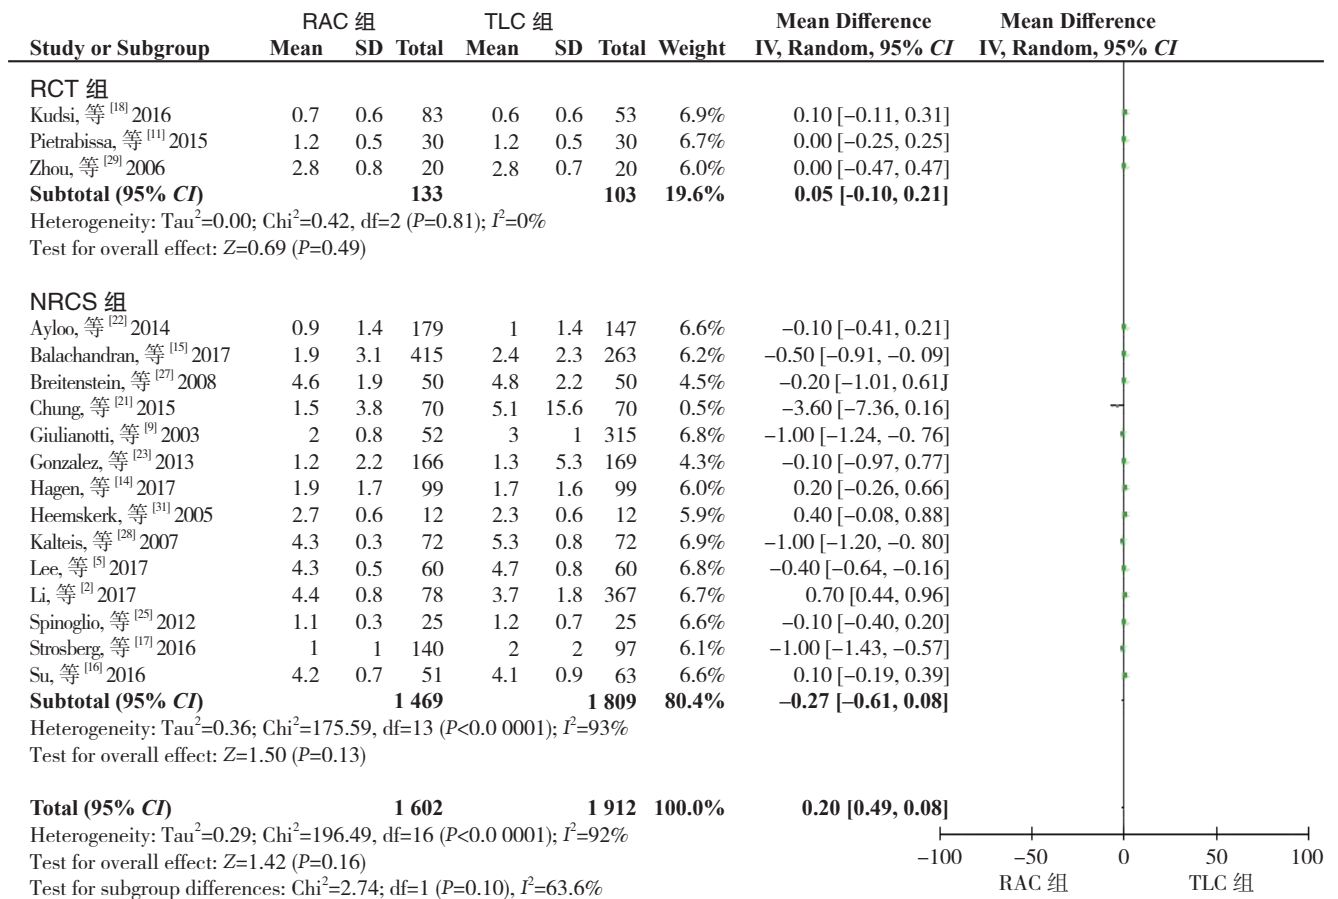 RAC 组 TLC 组 Mean Difference Mean Difference
Study or Subgroup Mean SD Total Mean SD Total Weight IV, Random, 95% CI IV, Random, 95% CI
RCT 组
Kudsi, 等 [18] 2016 0.7 0.6 83 0.6 0.6 53 6.9% 0.10 [−0.11, 0.31]
Pietrabissa, 等 [11] 2015 1.2 0.5 30 1.2 0.5 30 6.7% 0.00 [−0.25, 0.25]
Zhou, 等 [29] 2006 2.8 0.8 20 2.8 0.7 20 6.0% 0.00 [−0.47, 0.47]
Subtotal (95% CI) 133 103 19.6% 0.05 [-0.10, 0.21]
Heterogeneity: Tau²=0.00; Chi²=0.42, df=2 (P=0.81); I²=0%
Test for overall effect: Z=0.69 (P=0.49)
NRCS 组
Ayloo, 等 [22] 2014 0.9 1.4 179 1 1.4 147 6.6% −0.10 [−0.41, 0.21]
Balachandran, 等 [15] 2017 1.9 3.1 415 2.4 2.3 263 6.2% −0.50 [−0.91, −0. 09]
Breitenstein, 等 [27] 2008 4.6 1.9 50 4.8 2.2 50 4.5% −0.20 [−1.01, 0.61J
Chung, 等 [21] 2015 1.5 3.8 70 5.1 15.6 70 0.5% −3.60 [−7.36, 0.16]
Giulianotti, 等 [9] 2003 2 0.8 52 3 1 315 6.8% −1.00 [−1.24, −0. 76]
Gonzalez, 等 [23] 2013 1.2 2.2 166 1.3 5.3 169 4.3% −0.10 [−0.97, 0.77]
Hagen, 等 [14] 2017 1.9 1.7 99 1.7 1.6 99 6.0% 0.20 [−0.26, 0.66]
Heemskerk, 等 [31] 2005 2.7 0.6 12 2.3 0.6 12 5.9% 0.40 [−0.08, 0.88]
Kalteis, 等 [28] 2007 4.3 0.3 72 5.3 0.8 72 6.9% −1.00 [−1.20, −0. 80]
Lee, 等 [5] 2017 4.3 0.5 60 4.7 0.8 60 6.8% −0.40 [−0.64, −0.16]
Li, 等 [2] 2017 4.4 0.8 78 3.7 1.8 367 6.7% 0.70 [0.44, 0.96]
Spinoglio, 等 [25] 2012 1.1 0.3 25 1.2 0.7 25 6.6% −0.10 [−0.40, 0.20]
Strosberg, 等 [17] 2016 1 1 140 2 2 97 6.1% −1.00 [−1.43, −0.57]
Su, 等 [16] 2016 4.2 0.7 51 4.1 0.9 63 6.6% 0.10 [−0.19, 0.39]
Subtotal (95% CI) 1 469 1 809 80.4% −0.27 [−0.61, 0.08]
Heterogeneity: Tau²=0.36; Chi²=175.59, df=13 (P<0.0 0001); I²=93%
Test for overall effect: Z=1.50 (P=0.13)
Total (95% CI) 1 602 1 912 100.0% 0.20 [0.49, 0.08]
Heterogeneity: Tau²=0.29; Chi²=196.49, df=16 (P<0.0 0001); I²=92%
Test for overall effect: Z=1.42 (P=0.16)
Test for subgroup differences: Chi²=2.74; df=1 (P=0.10), I²=63.6%
−100 −50 0 50 100
RAC 组 TLC 组